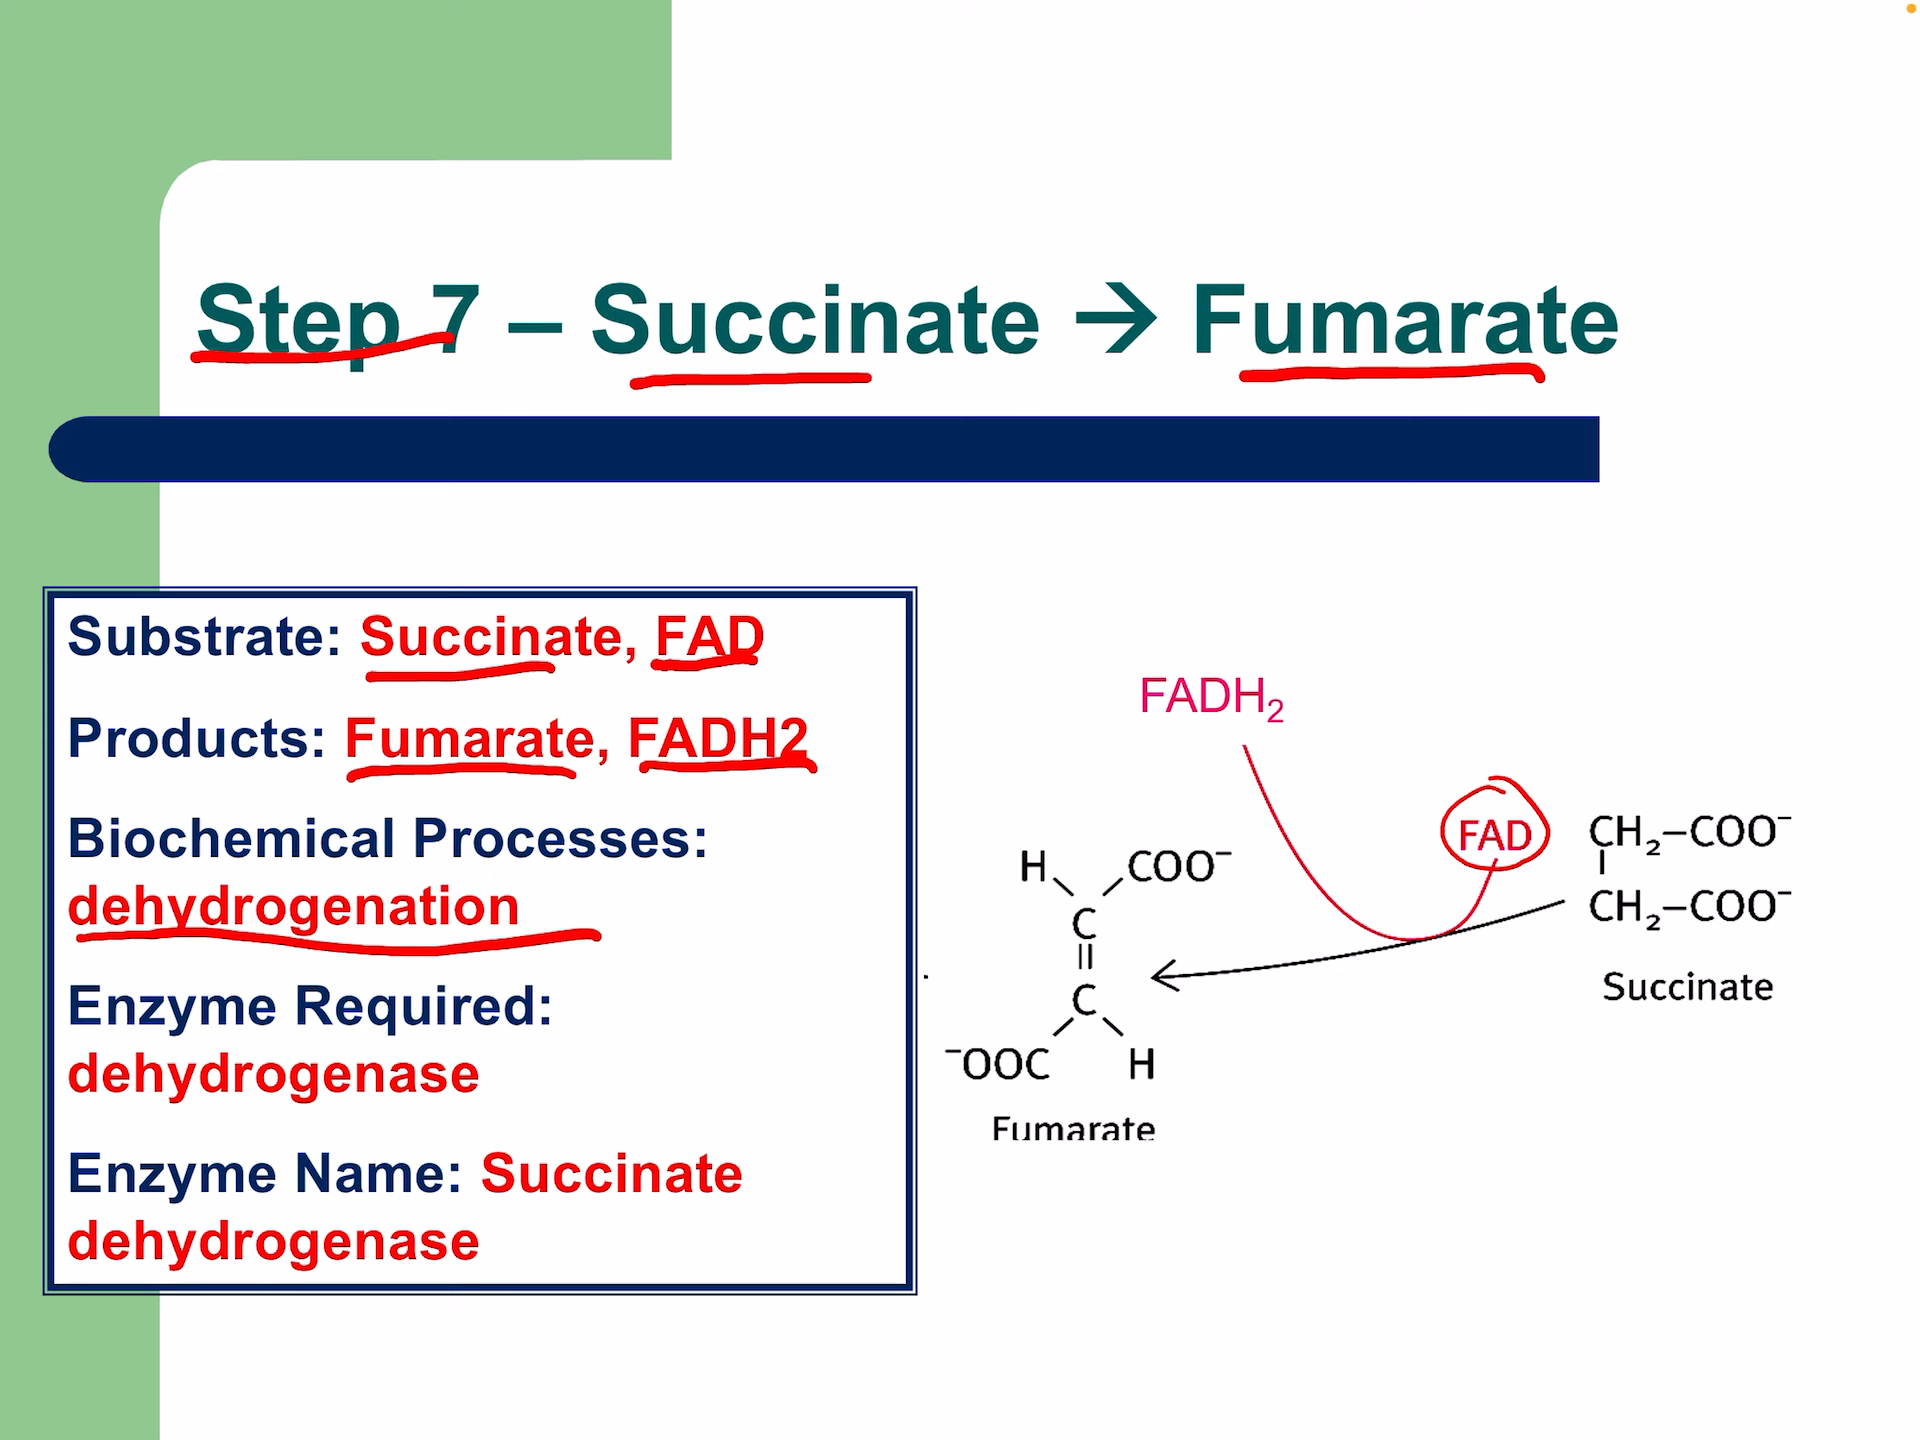 Step 7 – Succinate → Fumarate
Substrate: Succinate, FAD
Products: Fumarate, FADH2
Biochemical Processes:
dehydrogenation
Enzyme Required:
dehydrogenase
Enzyme Name: Succinate
dehydrogenase
FADH₂
FAD
CH₂–COO⁻
CH₂–COO⁻
Succinate
H COO⁻
C
C
⁻OOC H
Fumarate